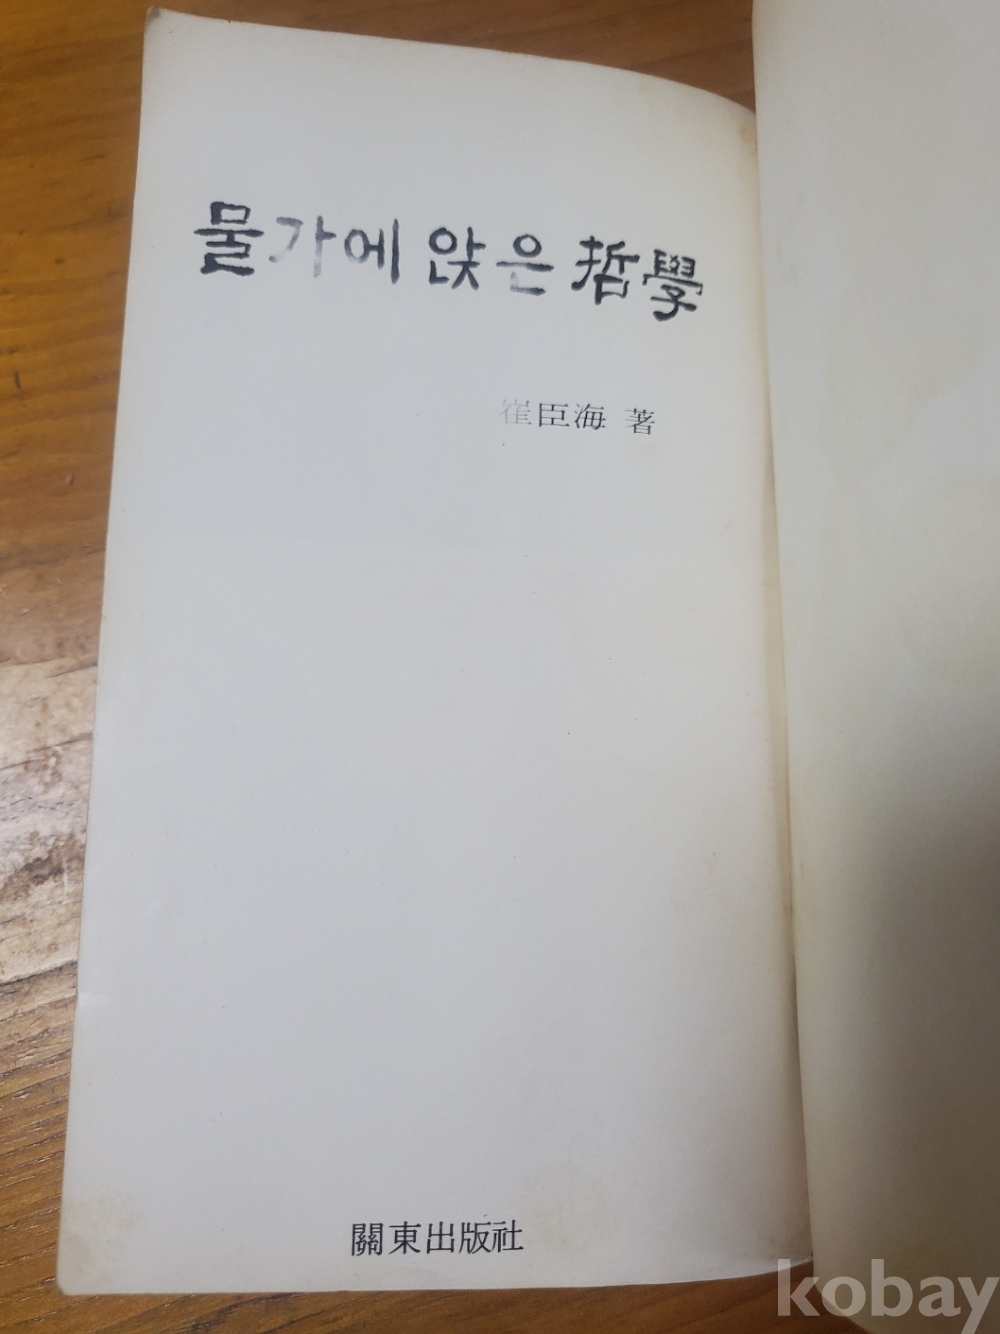 물가에 앉은 哲學
崔臣海 著
關東出版社
kobay